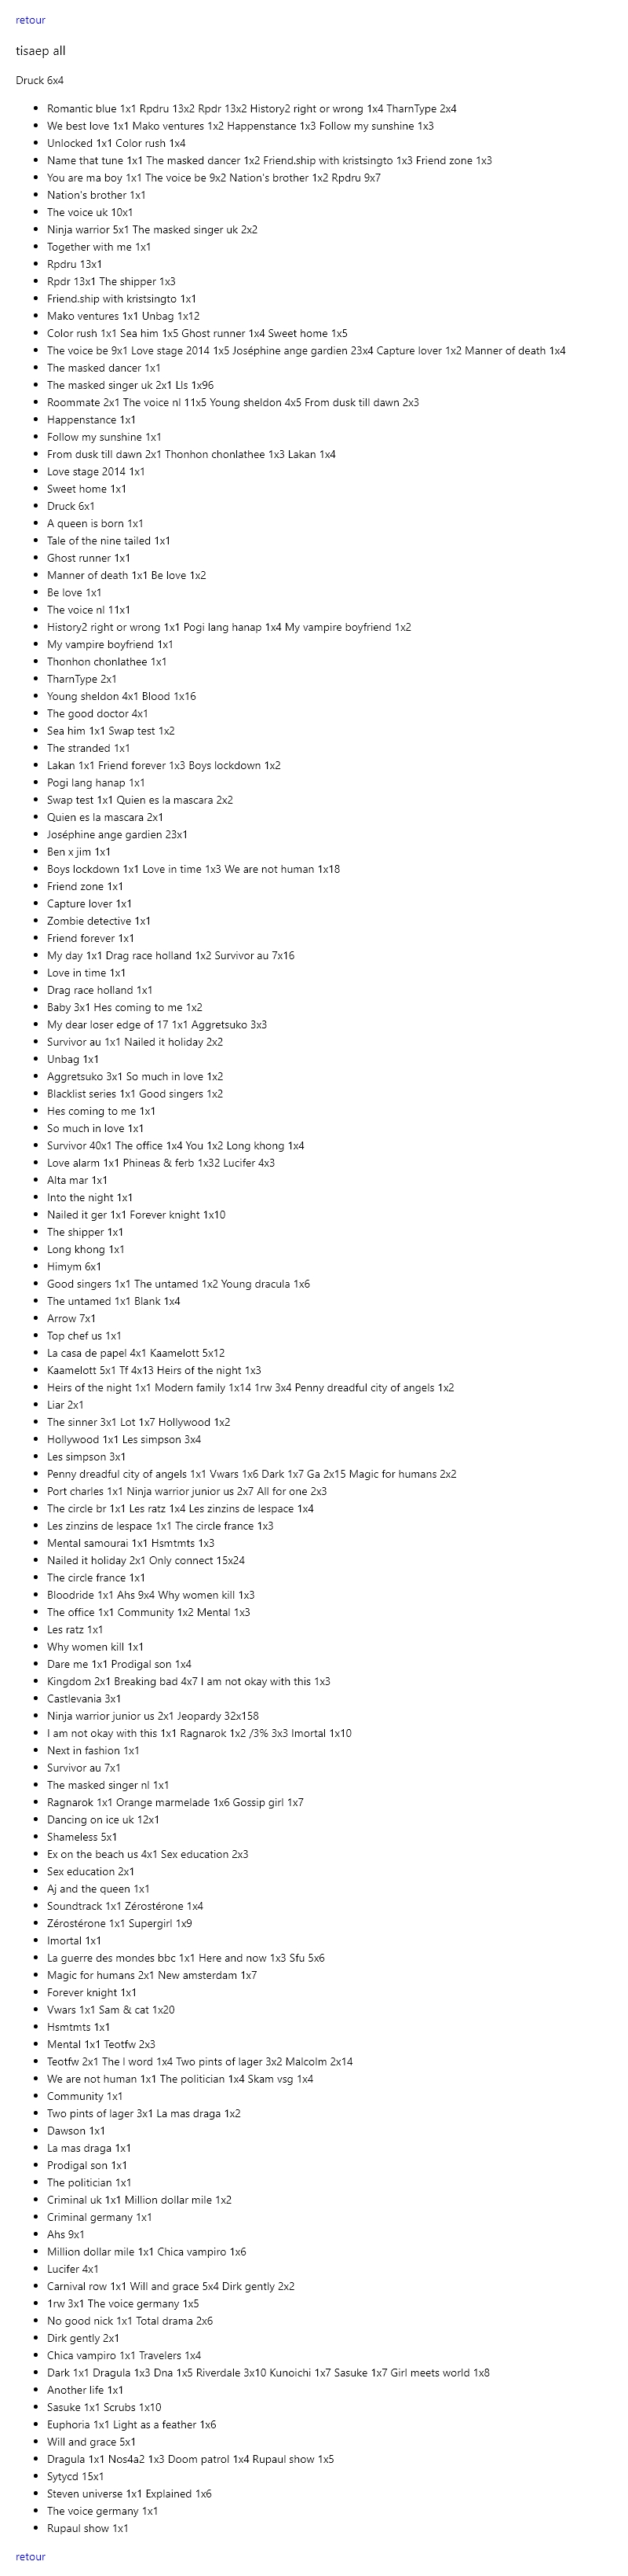 retour
tisaep all
Druck 6x4
Romantic blue 1x1 Rpdru 13x2 Rpdr 13x2 History2 right or wrong 1x4 TharnType 2x4
We best love 1x1 Mako ventures 1x2 Happenstance 1x3 Follow my sunshine 1x3
Unlocked 1x1 Color rush 1x4
Name that tune 1x1 The masked dancer 1x2 Friend.ship with kristsingto 1x3 Friend zone 1x3
You are ma boy 1x1 The voice be 9x2 Nation's brother 1x2 Rpdru 9x7
Nation's brother 1x1
The voice uk 10x1
Ninja warrior 5x1 The masked singer uk 2x2
Together with me 1x1
Rpdru 13x1
Rpdr 13x1 The shipper 1x3
Friend.ship with kristsingto 1x1
Mako ventures 1x1 Unbag 1x12
Color rush 1x1 Sea him 1x5 Ghost runner 1x4 Sweet home 1x5
The voice be 9x1 Love stage 2014 1x5 Joséphine ange gardien 23x4 Capture lover 1x2 Manner of death 1x4
The masked dancer 1x1
The masked singer uk 2x1 Lls 1x96
Roommate 2x1 The voice nl 11x5 Young sheldon 4x5 From dusk till dawn 2x3
Happenstance 1x1
Follow my sunshine 1x1
From dusk till dawn 2x1 Thonhon chonlathee 1x3 Lakan 1x4
Love stage 2014 1x1
Sweet home 1x1
Druck 6x1
A queen is born 1x1
Tale of the nine tailed 1x1
Ghost runner 1x1
Manner of death 1x1 Be love 1x2
Be love 1x1
The voice nl 11x1
History2 right or wrong 1x1 Pogi lang hanap 1x4 My vampire boyfriend 1x2
My vampire boyfriend 1x1
Thonhon chonlathee 1x1
TharnType 2x1
Young sheldon 4x1 Blood 1x16
The good doctor 4x1
Sea him 1x1 Swap test 1x2
The stranded 1x1
Lakan 1x1 Friend forever 1x3 Boys lockdown 1x2
Pogi lang hanap 1x1
Swap test 1x1 Quien es la mascara 2x2
Quien es la mascara 2x1
Joséphine ange gardien 23x1
Ben x jim 1x1
Boys lockdown 1x1 Love in time 1x3 We are not human 1x18
Friend zone 1x1
Capture lover 1x1
Zombie detective 1x1
Friend forever 1x1
My day 1x1 Drag race holland 1x2 Survivor au 7x16
Love in time 1x1
Drag race holland 1x1
Baby 3x1 Hes coming to me 1x2
My dear loser edge of 17 1x1 Aggretsuko 3x3
Survivor au 1x1 Nailed it holiday 2x2
Unbag 1x1
Aggretsuko 3x1 So much in love 1x2
Blacklist series 1x1 Good singers 1x2
Hes coming to me 1x1
So much in love 1x1
Survivor 40x1 The office 1x4 You 1x2 Long khong 1x4
Love alarm 1x1 Phineas & ferb 1x32 Lucifer 4x3
Alta mar 1x1
Into the night 1x1
Nailed it ger 1x1 Forever knight 1x10
The shipper 1x1
Long khong 1x1
Himym 6x1
Good singers 1x1 The untamed 1x2 Young dracula 1x6
The untamed 1x1 Blank 1x4
Arrow 7x1
Top chef us 1x1
La casa de papel 4x1 Kaamelott 5x12
Kaamelott 5x1 Tf 4x13 Heirs of the night 1x3
Heirs of the night 1x1 Modern family 1x14 1rw 3x4 Penny dreadful city of angels 1x2
Liar 2x1
The sinner 3x1 Lot 1x7 Hollywood 1x2
Hollywood 1x1 Les simpson 3x4
Les simpson 3x1
Penny dreadful city of angels 1x1 Vwars 1x6 Dark 1x7 Ga 2x15 Magic for humans 2x2
Port charles 1x1 Ninja warrior junior us 2x7 All for one 2x3
The circle br 1x1 Les ratz 1x4 Les zinzins de lespace 1x4
Les zinzins de lespace 1x1 The circle france 1x3
Mental samourai 1x1 Hsmtmts 1x3
Nailed it holiday 2x1 Only connect 15x24
The circle france 1x1
Bloodride 1x1 Ahs 9x4 Why women kill 1x3
The office 1x1 Community 1x2 Mental 1x3
Les ratz 1x1
Why women kill 1x1
Dare me 1x1 Prodigal son 1x4
Kingdom 2x1 Breaking bad 4x7 I am not okay with this 1x3
Castlevania 3x1
Ninja warrior junior us 2x1 Jeopardy 32x158
I am not okay with this 1x1 Ragnarok 1x2 /3% 3x3 Imortal 1x10
Next in fashion 1x1
Survivor au 7x1
The masked singer nl 1x1
Ragnarok 1x1 Orange marmelade 1x6 Gossip girl 1x7
Dancing on ice uk 12x1
Shameless 5x1
Ex on the beach us 4x1 Sex education 2x3
Sex education 2x1
Aj and the queen 1x1
Soundtrack 1x1 Zérostérone 1x4
Zérostérone 1x1 Supergirl 1x9
Imortal 1x1
La guerre des mondes bbc 1x1 Here and now 1x3 Sfu 5x6
Magic for humans 2x1 New amsterdam 1x7
Forever knight 1x1
Vwars 1x1 Sam & cat 1x20
Hsmtmts 1x1
Mental 1x1 Teotfw 2x3
Teotfw 2x1 The l word 1x4 Two pints of lager 3x2 Malcolm 2x14
We are not human 1x1 The politician 1x4 Skam vsg 1x4
Community 1x1
Two pints of lager 3x1 La mas draga 1x2
Dawson 1x1
La mas draga 1x1
Prodigal son 1x1
The politician 1x1
Criminal uk 1x1 Million dollar mile 1x2
Criminal germany 1x1
Ahs 9x1
Million dollar mile 1x1 Chica vampiro 1x6
Lucifer 4x1
Carnival row 1x1 Will and grace 5x4 Dirk gently 2x2
1rw 3x1 The voice germany 1x5
No good nick 1x1 Total drama 2x6
Dirk gently 2x1
Chica vampiro 1x1 Travelers 1x4
Dark 1x1 Dragula 1x3 Dna 1x5 Riverdale 3x10 Kunoichi 1x7 Sasuke 1x7 Girl meets world 1x8
Another life 1x1
Sasuke 1x1 Scrubs 1x10
Euphoria 1x1 Light as a feather 1x6
Will and grace 5x1
Dragula 1x1 Nos4a2 1x3 Doom patrol 1x4 Rupaul show 1x5
Sytycd 15x1
Steven universe 1x1 Explained 1x6
The voice germany 1x1
Rupaul show 1x1
retour